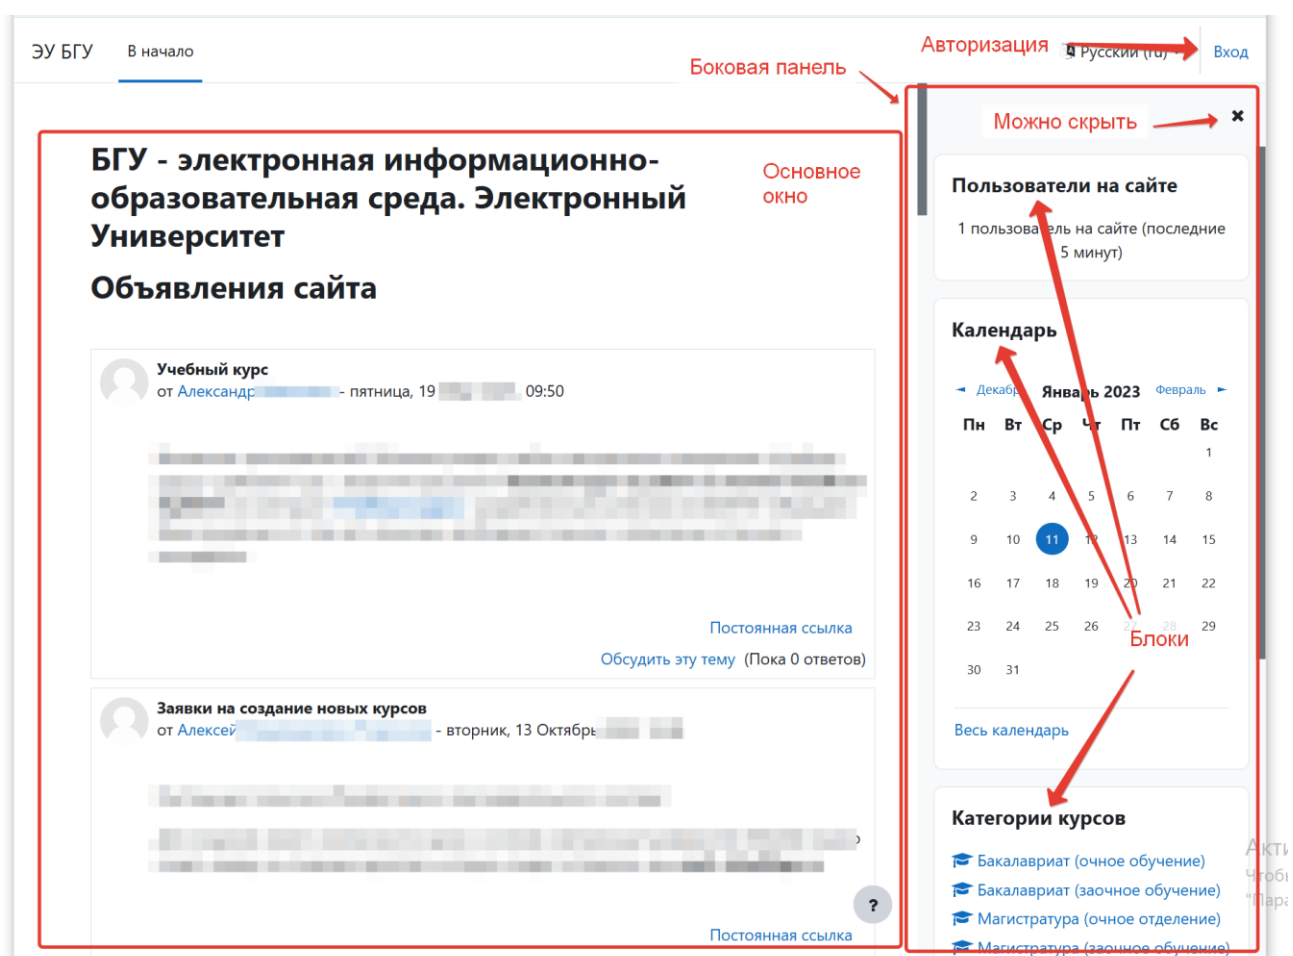 ЭУ БГУ
В начало
Авторизация
Русский (ru)
Вход
Боковая панель
Можно скрыть
БГУ - электронная информационно-
образовательная среда. Электронный
Университет
Основное
окно
Объявления сайта
Учебный курс
от Александр - пятница, 19 09:50
Постоянная ссылка
Обсудить эту тему (Пока 0 ответов)
Заявки на создание новых курсов
от Алексей - вторник, 13 Октябрь
Постоянная ссылка
?
Пользователи на сайте
1 пользователь на сайте (последние
5 минут)
Календарь
◄ Декабрь Январь 2023 Февраль ►
Пн Вт Ср Чт Пт Сб Вс
1
2 3 4 5 6 7 8
9 10 11 12 13 14 15
16 17 18 19 20 21 22
23 24 25 26 27 28 29
Блоки
30 31
Весь календарь
Категории курсов
Бакалавриат (очное обучение)
Бакалавриат (заочное обучение)
Магистратура (очное отделение)
Магистратура (заочное обучение)